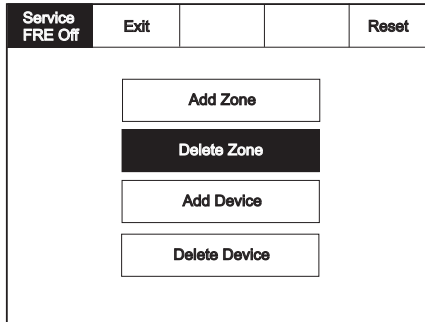 Service
FRE Off
Exit
Reset
Add Zone
Delete Zone
Add Device
Delete Device